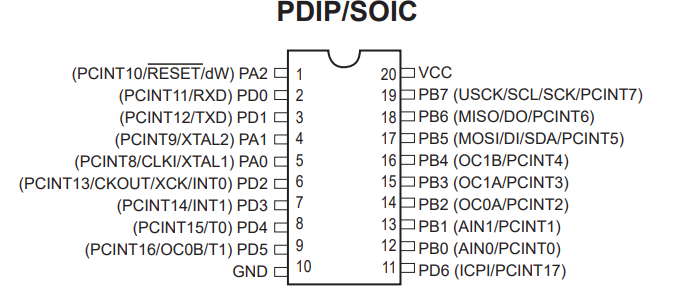 PDIP/SOIC
(PCINT10/RESET/dW) PA2 1 20 VCC
(PCINT11/RXD) PD0 2 19 PB7 (USCK/SCL/SCK/PCINT7)
(PCINT12/TXD) PD1 3 18 PB6 (MISO/DO/PCINT6)
(PCINT9/XTAL2) PA1 4 17 PB5 (MOSI/DI/SDA/PCINT5)
(PCINT8/CLKI/XTAL1) PA0 5 16 PB4 (OC1B/PCINT4)
(PCINT13/CKOUT/XCK/INT0) PD2 6 15 PB3 (OC1A/PCINT3)
(PCINT14/INT1) PD3 7 14 PB2 (OC0A/PCINT2)
(PCINT15/T0) PD4 8 13 PB1 (AIN1/PCINT1)
(PCINT16/OC0B/T1) PD5 9 12 PB0 (AIN0/PCINT0)
GND 10 11 PD6 (ICPI/PCINT17)